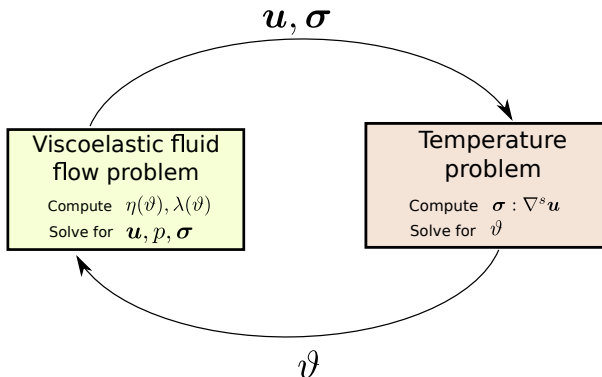 u, σ
Viscoelastic fluid
flow problem
Compute η(ϑ), λ(ϑ)
Solve for u, p, σ
Temperature
problem
Compute σ : ∇ˢu
Solve for ϑ
ϑ